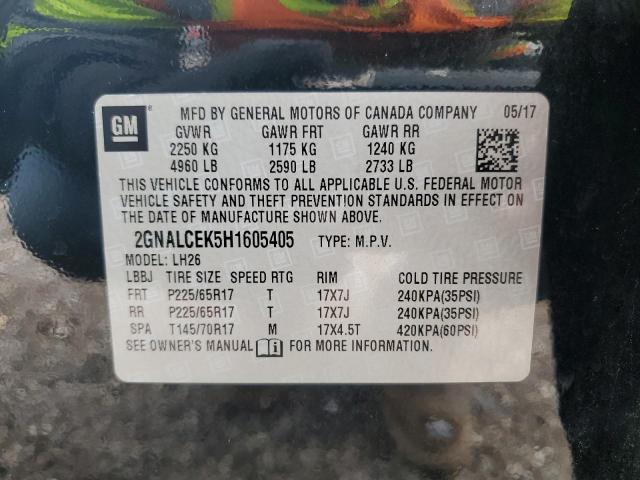 GM ® MFD BY GENERAL MOTORS OF CANADA COMPANY 05/17
GVWR GAWR FRT GAWR RR
2250 KG 1175 KG 1240 KG
4960 LB 2590 LB 2733 LB
THIS VEHICLE CONFORMS TO ALL APPLICABLE U.S. FEDERAL MOTOR
VEHICLE SAFETY AND THEFT PREVENTION STANDARDS IN EFFECT ON
THE DATE OF MANUFACTURE SHOWN ABOVE.
2GNALCEK5H1605405 TYPE: M.P.V.
MODEL: LH26
LBBJ TIRE SIZE SPEED RTG RIM COLD TIRE PRESSURE
FRT P225/65R17 T 17X7J 240KPA(35PSI)
RR P225/65R17 T 17X7J 240KPA(35PSI)
SPA T145/70R17 M 17X4.5T 420KPA(60PSI)
SEE OWNER'S MANUAL i FOR MORE INFORMATION.